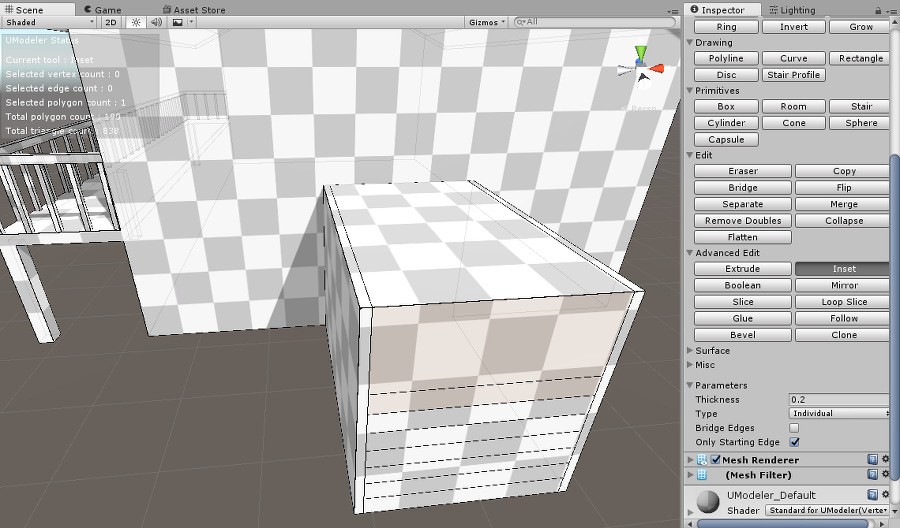 Scene Game Asset Store
Shaded 2D Gizmos All
UModeler Status
Current tool : Inset
Selected vertex count : 0
Selected edge count : 0
Selected polygon count : 1
Total polygon count : 190
Total triangle count : 838
Persp
Inspector Lighting
Ring Invert Grow
Drawing
Polyline Curve Rectangle
Disc Stair Profile
Primitives
Box Room Stair
Cylinder Cone Sphere
Capsule
Edit
Eraser Copy
Bridge Flip
Separate Merge
Remove Doubles Collapse
Flatten
Advanced Edit
Extrude Inset
Boolean Mirror
Slice Loop Slice
Glue Follow
Bevel Clone
Surface
Misc
Parameters
Thickness 0.2
Type Individual
Bridge Edges
Only Starting Edge
Mesh Renderer
(Mesh Filter)
UModeler_Default
Shader Standard for UModeler(Verte